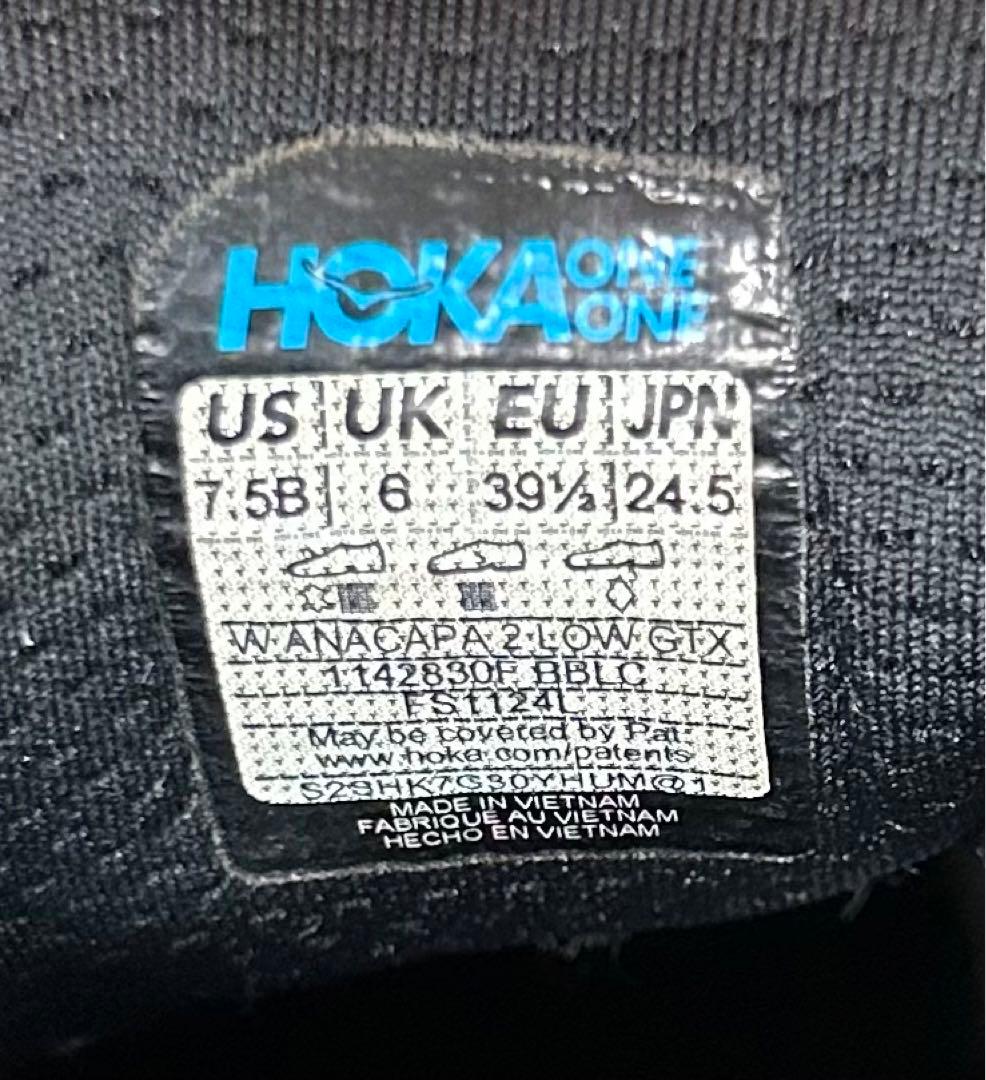 HOKA ONE ONE
US UK EU JPN
7.5B 6 39⅓ 24.5
W ANACAPA 2 LOW GTX
1142830F BBLC
FS1124L
May be covered by Pat:
www.hoka.com/patents
S29HK7G30YHUM@1
MADE IN VIETNAM
FABRIQUE AU VIETNAM
HECHO EN VIETNAM